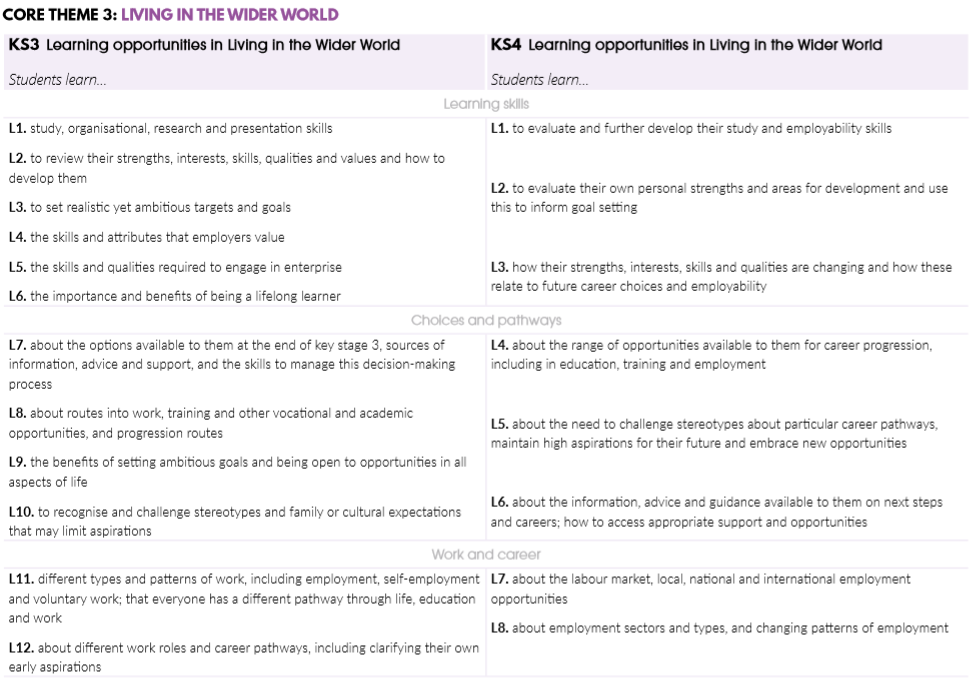 CORE THEME 3: LIVING IN THE WIDER WORLD
KS3 Learning opportunities in Living in the Wider World
Students learn...
KS4 Learning opportunities in Living in the Wider World
Students learn...
Learning skills
L1. study, organisational, research and presentation skills
L2. to review their strengths, interests, skills, qualities and values and how to
develop them
L3. to set realistic yet ambitious targets and goals
L4. the skills and attributes that employers value
L5. the skills and qualities required to engage in enterprise
L6. the importance and benefits of being a lifelong learner
L1. to evaluate and further develop their study and employability skills
L2. to evaluate their own personal strengths and areas for development and use
this to inform goal setting
L3. how their strengths, interests, skills and qualities are changing and how these
relate to future career choices and employability
Choices and pathways
L7. about the options available to them at the end of key stage 3, sources of
information, advice and support, and the skills to manage this decision-making
process
L8. about routes into work, training and other vocational and academic
opportunities, and progression routes
L9. the benefits of setting ambitious goals and being open to opportunities in all
aspects of life
L10. to recognise and challenge stereotypes and family or cultural expectations
that may limit aspirations
L4. about the range of opportunities available to them for career progression,
including in education, training and employment
L5. about the need to challenge stereotypes about particular career pathways,
maintain high aspirations for their future and embrace new opportunities
L6. about the information, advice and guidance available to them on next steps
and careers; how to access appropriate support and opportunities
Work and career
L11. different types and patterns of work, including employment, self-employment
and voluntary work; that everyone has a different pathway through life, education
and work
L12. about different work roles and career pathways, including clarifying their own
early aspirations
L7. about the labour market, local, national and international employment
opportunities
L8. about employment sectors and types, and changing patterns of employment